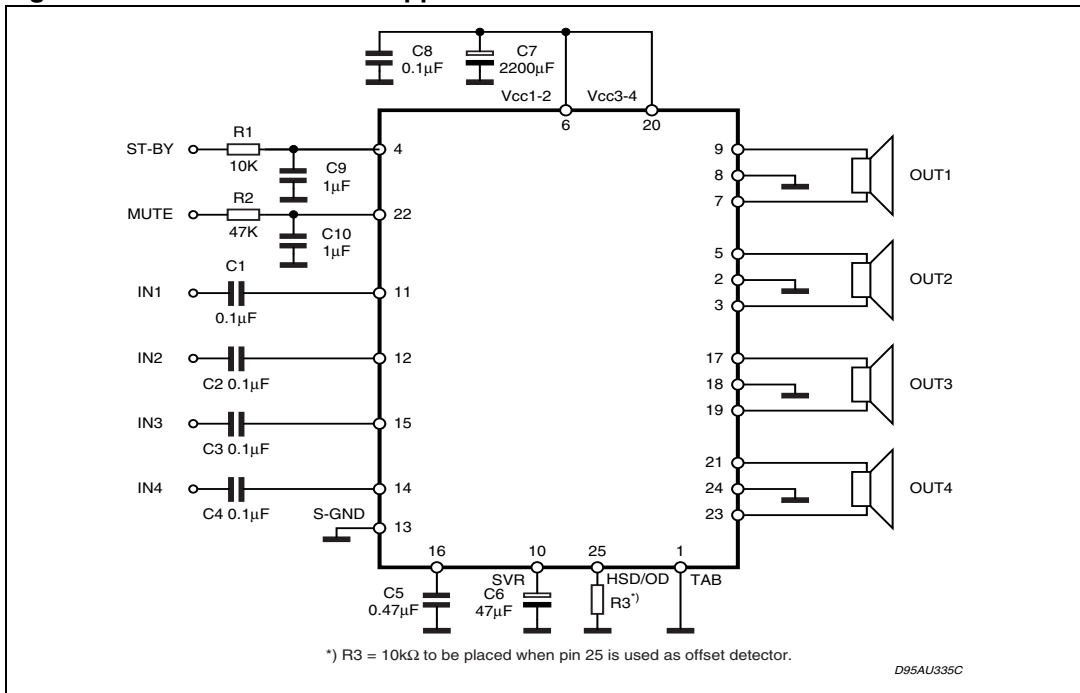 C8
0.1µF
C7
2200µF
Vcc1-2
Vcc3-4
6
20
ST-BY
R1
10K
4
C9
1µF
MUTE
R2
47K
22
C10
1µF
IN1
C1
0.1µF
11
IN2
C2 0.1µF
12
IN3
C3 0.1µF
15
IN4
C4 0.1µF
14
S-GND
13
9
8
7
OUT1
5
2
3
OUT2
17
18
19
OUT3
21
24
23
OUT4
16
10
25
1
SVR
HSD/OD
TAB
C5
0.47µF
C6
47µF
R3*)
*) R3 = 10kΩ to be placed when pin 25 is used as offset detector.
D95AU335C